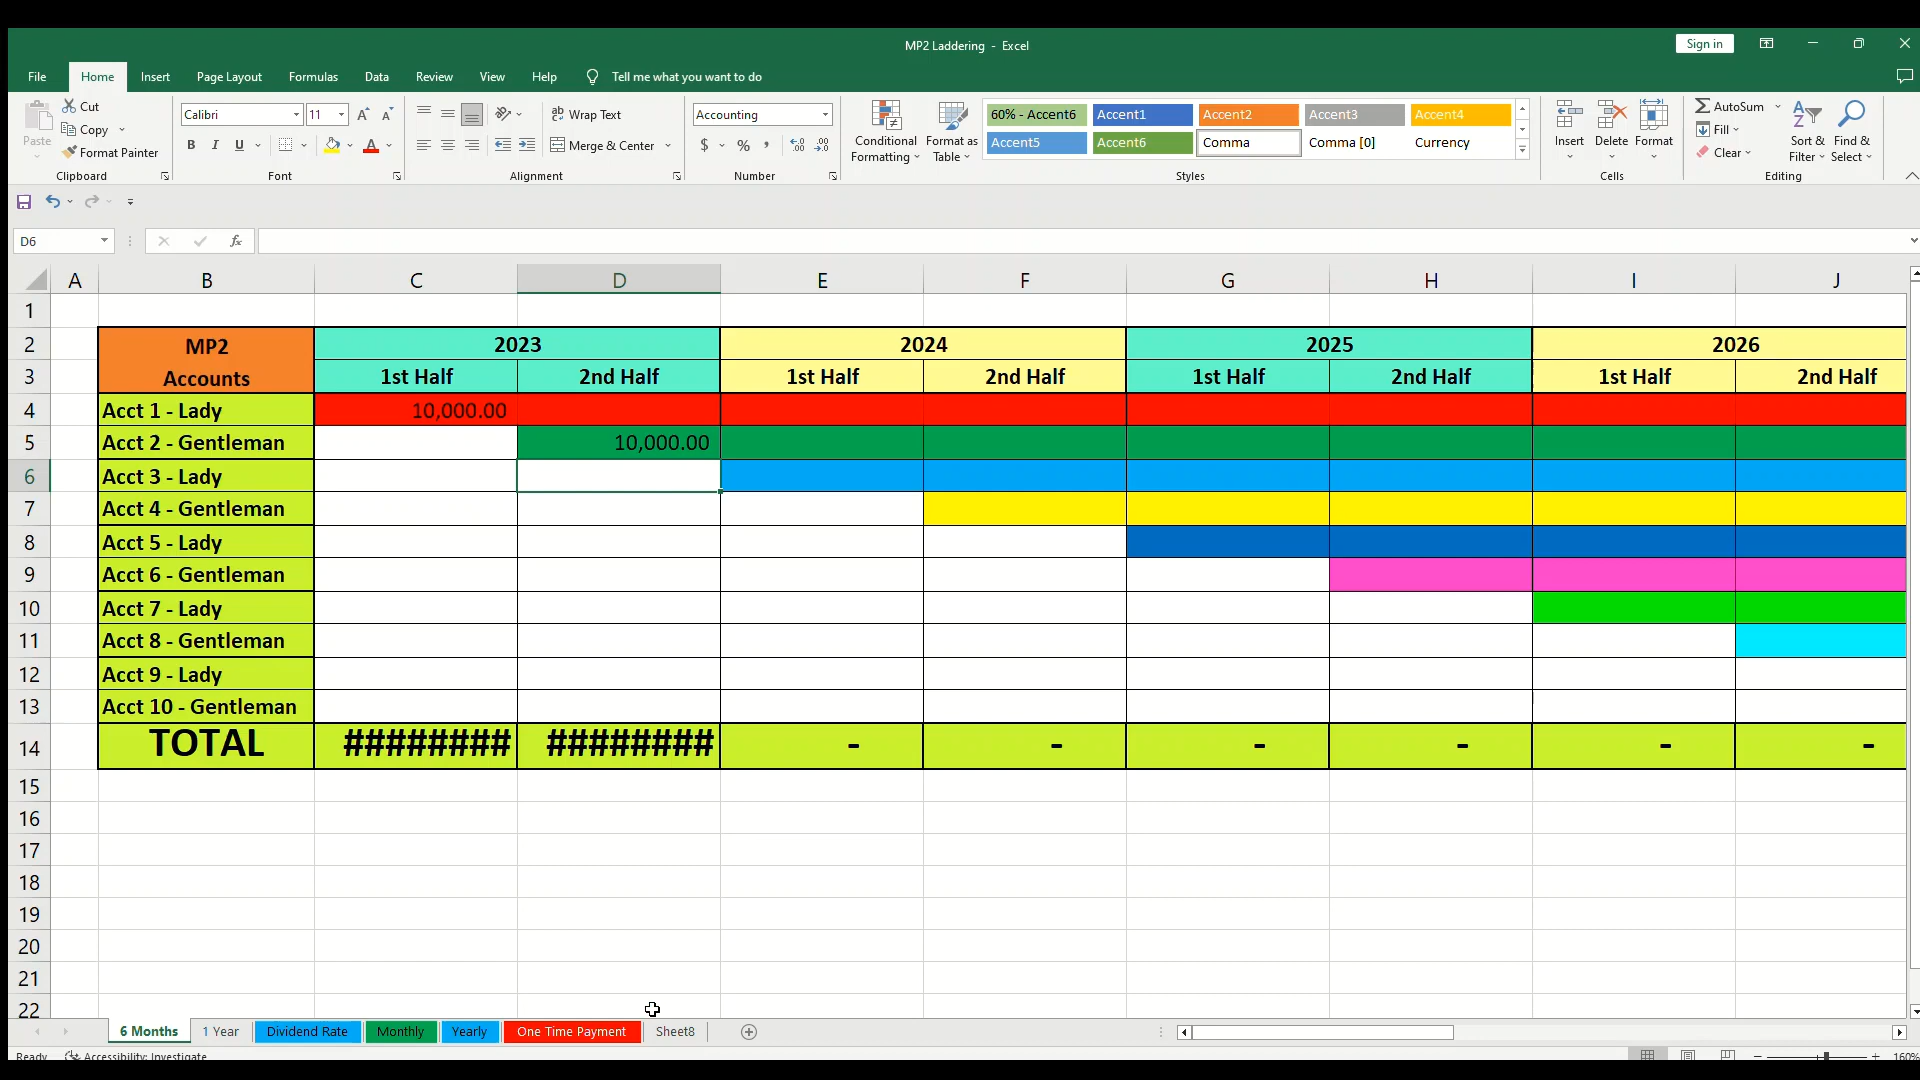 MP2 Laddering - Excel
Sign in
File Home Insert Page Layout Formulas Data Review View Help Tell me what you want to do
Paste
Cut
Copy
Format Painter
Clipboard
Calibri 11
B I U
Font
Wrap Text
Merge & Center
Alignment
Accounting
$ %
Number
Conditional Formatting
Format as Table
60% - Accent6 Accent1 Accent2 Accent3 Accent4
Accent5 Accent6 Comma Comma [0] Currency
Styles
Insert Delete Format
Cells
AutoSum
Fill
Clear
Sort & Filter
Find & Select
Editing
D6
fx
A B C D E F G H I J
1
2 MP2 2023 2024 2025 2026
3 Accounts 1st Half 2nd Half 1st Half 2nd Half 1st Half 2nd Half 1st Half 2nd Half
4 Acct 1 - Lady 10,000.00
5 Acct 2 - Gentleman 10,000.00
6 Acct 3 - Lady
7 Acct 4 - Gentleman
8 Acct 5 - Lady
9 Acct 6 - Gentleman
10 Acct 7 - Lady
11 Acct 8 - Gentleman
12 Acct 9 - Lady
13 Acct 10 - Gentleman
14 TOTAL ######## ######## - - - - - -
15
16
17
18
19
20
21
22
6 Months 1 Year Dividend Rate Monthly Yearly One Time Payment Sheet8
Ready Accessibility: Investigate 160%